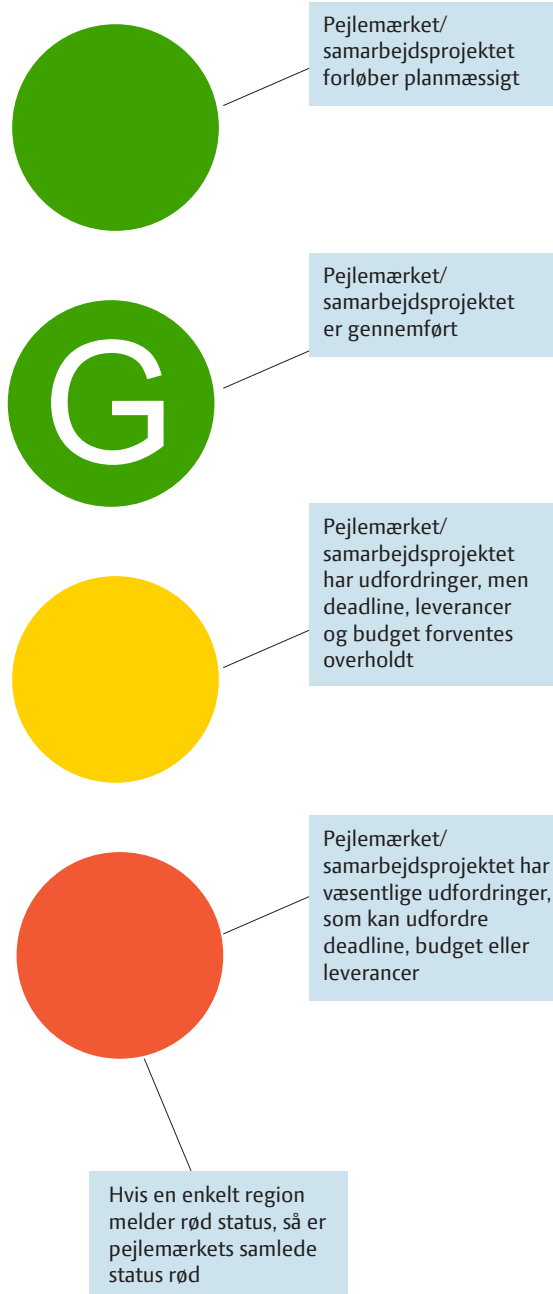 Pejlemærket/
samarbejdsprojektet
forløber planmæssigt
Pejlemærket/
samarbejdsprojektet
er gennemført
G
Pejlemærket/
samarbejdsprojektet
har udfordringer, men
deadline, leverancer
og budget forventes
overholdt
Pejlemærket/
samarbejdsprojektet har
væsentlige udfordringer,
som kan udfordre
deadline, budget eller
leverancer
Hvis en enkelt region
melder rød status, så er
pejlemærkets samlede
status rød